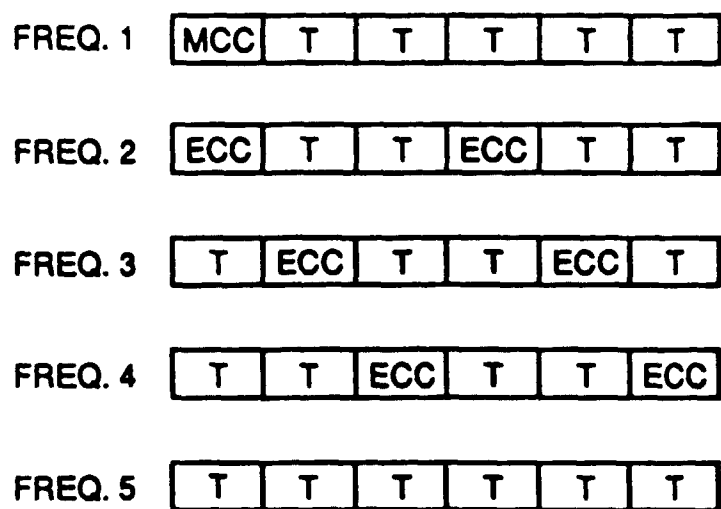 FREQ. 1 MCC T T T T T
FREQ. 2 ECC T T ECC T T
FREQ. 3 T ECC T T ECC T
FREQ. 4 T T ECC T T ECC
FREQ. 5 T T T T T T